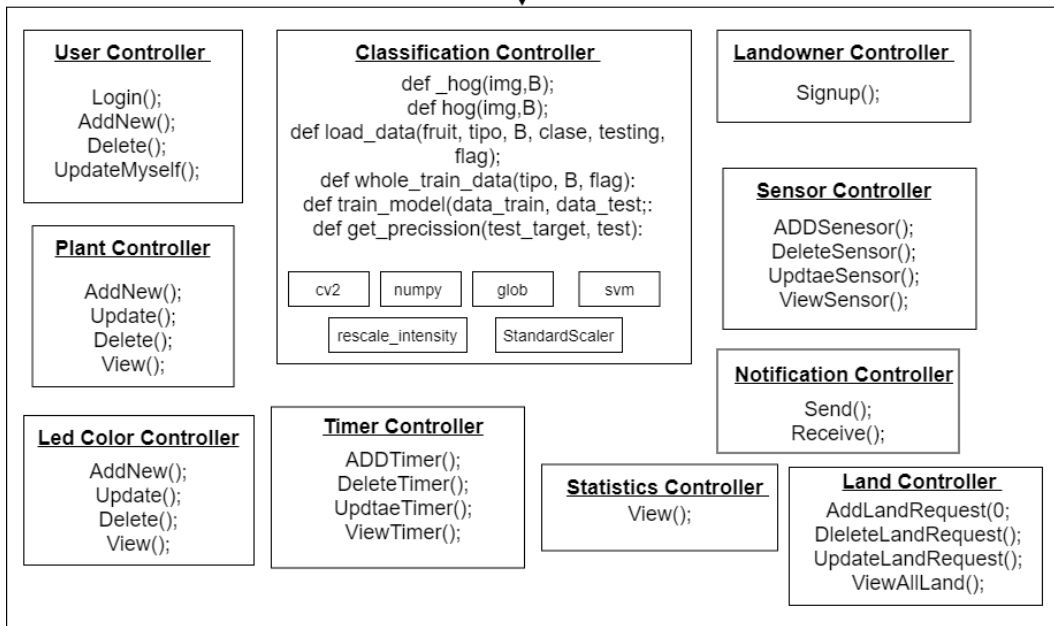 User Controller
Login();
AddNew();
Delete();
UpdateMyself();
Classification Controller
def _hog(img,B);
def hog(img,B);
def load_data(fruit, tipo, B, clase, testing,
flag);
def whole_train_data(tipo, B, flag):
def train_model(data_train, data_test;:
def get_precission(test_target, test):
cv2
numpy
glob
svm
rescale_intensity
StandardScaler
Landowner Controller
Signup();
Sensor Controller
ADDSenesor();
DeleteSensor();
UpdtaeSensor();
ViewSensor();
Plant Controller
AddNew();
Update();
Delete();
View();
Notification Controller
Send();
Receive();
Led Color Controller
AddNew();
Update();
Delete();
View();
Timer Controller
ADDTimer();
DeleteTimer();
UpdtaeTimer();
ViewTimer();
Statistics Controller
View();
Land Controller
AddLandRequest(0;
DleleteLandRequest();
UpdateLandRequest();
ViewAllLand();